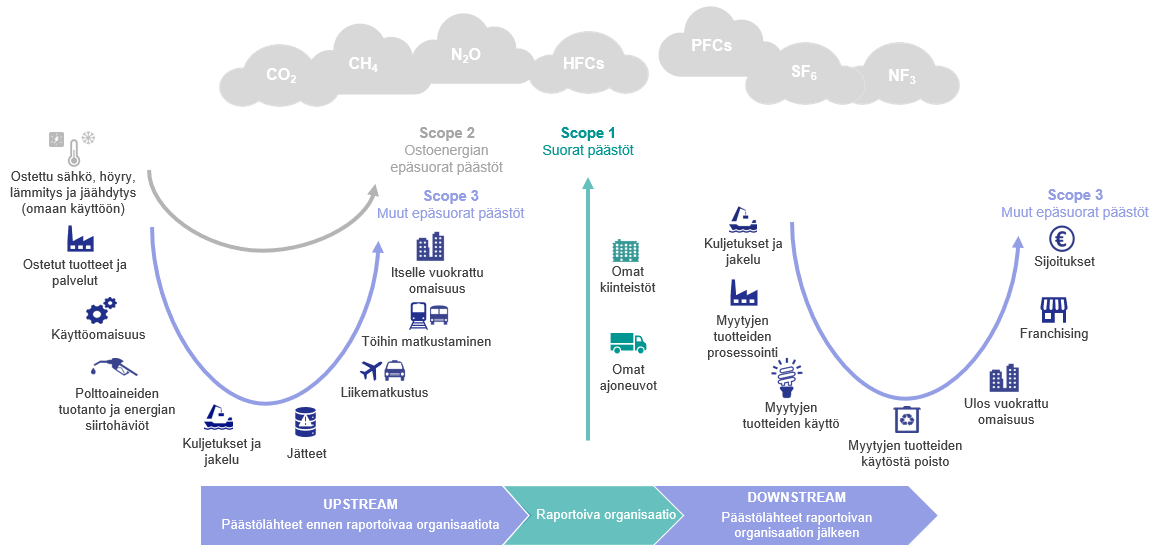 CO₂
CH₄
N₂O
HFCs
PFCs
SF₆
NF₃
Scope 2
Ostoenergian
epäsuorat päästöt
Scope 1
Suorat päästöt
Ostettu sähkö, höyry,
lämmitys ja jäähdytys
(omaan käyttöön)
Scope 3
Muut epäsuorat päästöt
Ostetut tuotteet ja
palvelut
Käyttöomaisuus
Polttoaineiden
tuotanto ja energian
siirtohäviöt
Kuljetukset ja
jakelu
Jätteet
Liikematkustus
Töihin matkustaminen
Itselle vuokrattu
omaisuus
Omat
kiinteistöt
Omat
ajoneuvot
Scope 3
Muut epäsuorat päästöt
Kuljetukset ja
jakelu
Myytyjen
tuotteiden
prosessointi
Myytyjen
tuotteiden käyttö
Myytyjen tuotteiden
käytöstä poisto
Ulos vuokrattu
omaisuus
Franchising
€
Sijoitukset
UPSTREAM
Päästölähteet ennen raportoivaa organisaatiota
Raportoiva organisaatio
DOWNSTREAM
Päästölähteet raportoivan
organisaation jälkeen